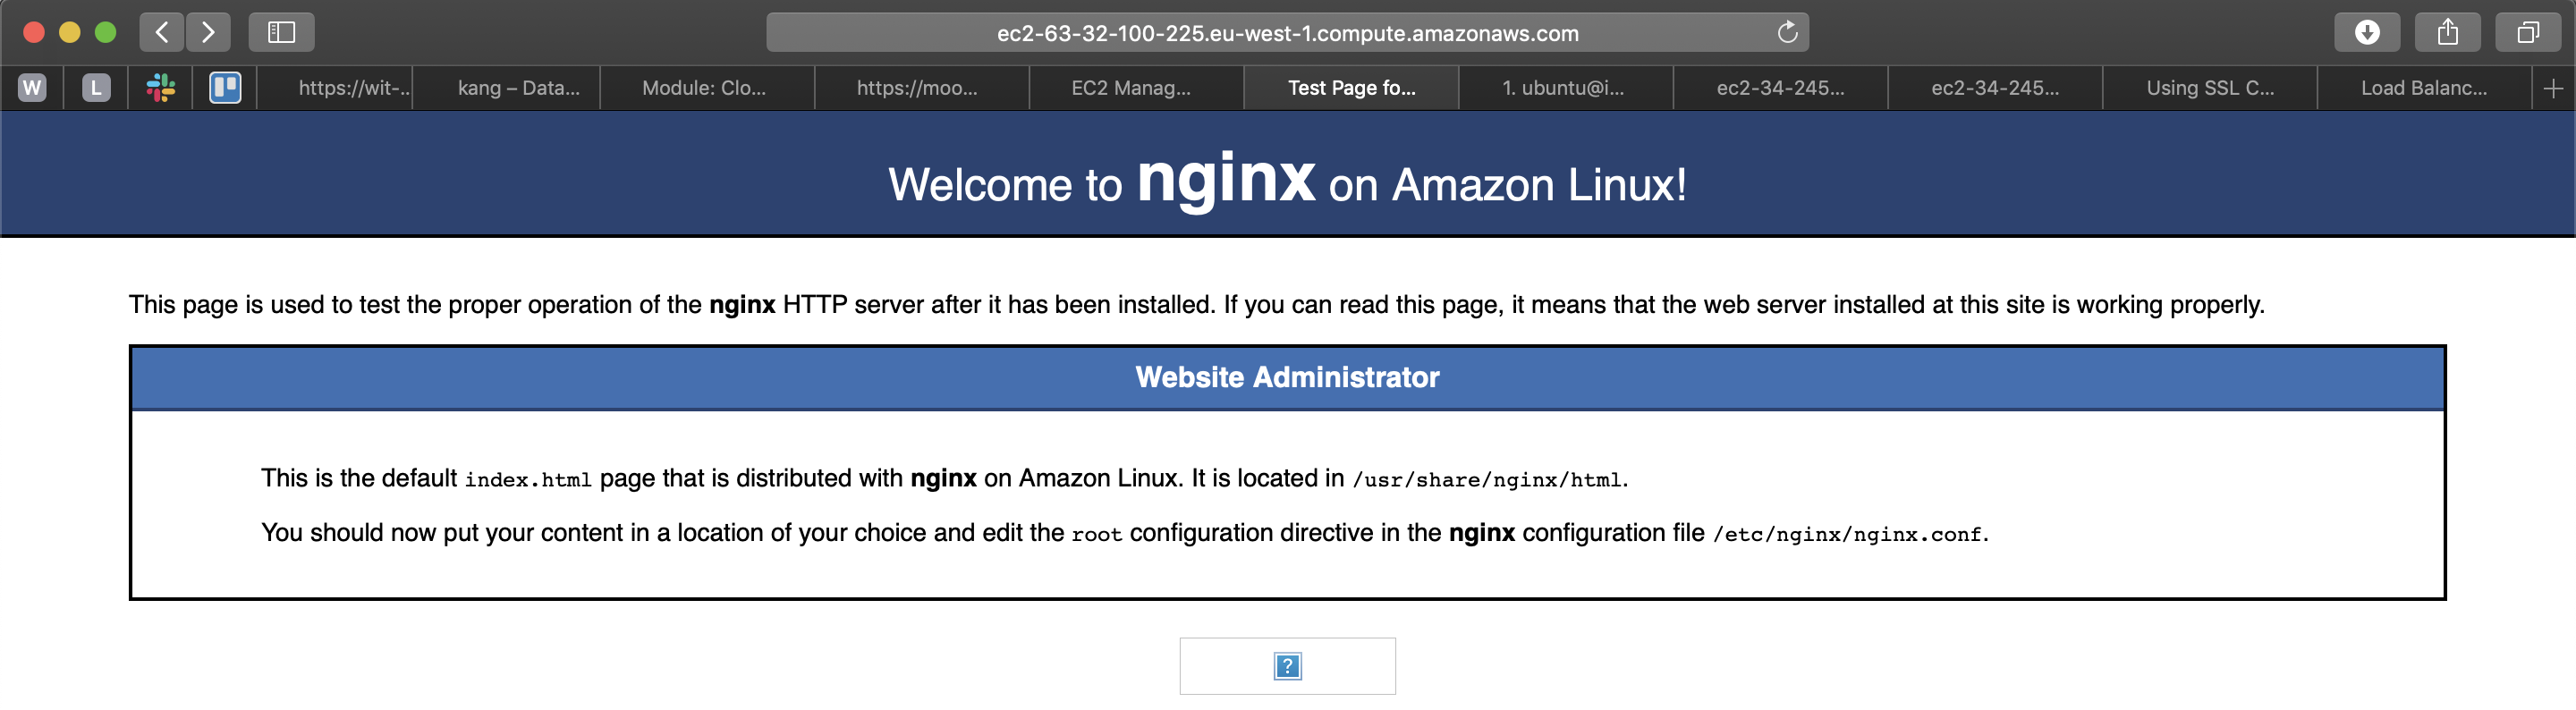 ec2-63-32-100-225.eu-west-1.compute.amazonaws.com
W L https://wit-.. kang – Data... Module: Clo... https://moo... EC2 Manag... Test Page fo... 1. ubuntu@i... ec2-34-245... ec2-34-245... Using SSL C... Load Balanc...
Welcome to nginx on Amazon Linux!
This page is used to test the proper operation of the nginx HTTP server after it has been installed. If you can read this page, it means that the web server installed at this site is working properly.
Website Administrator
This is the default index.html page that is distributed with nginx on Amazon Linux. It is located in /usr/share/nginx/html.
You should now put your content in a location of your choice and edit the root configuration directive in the nginx configuration file /etc/nginx/nginx.conf.
?